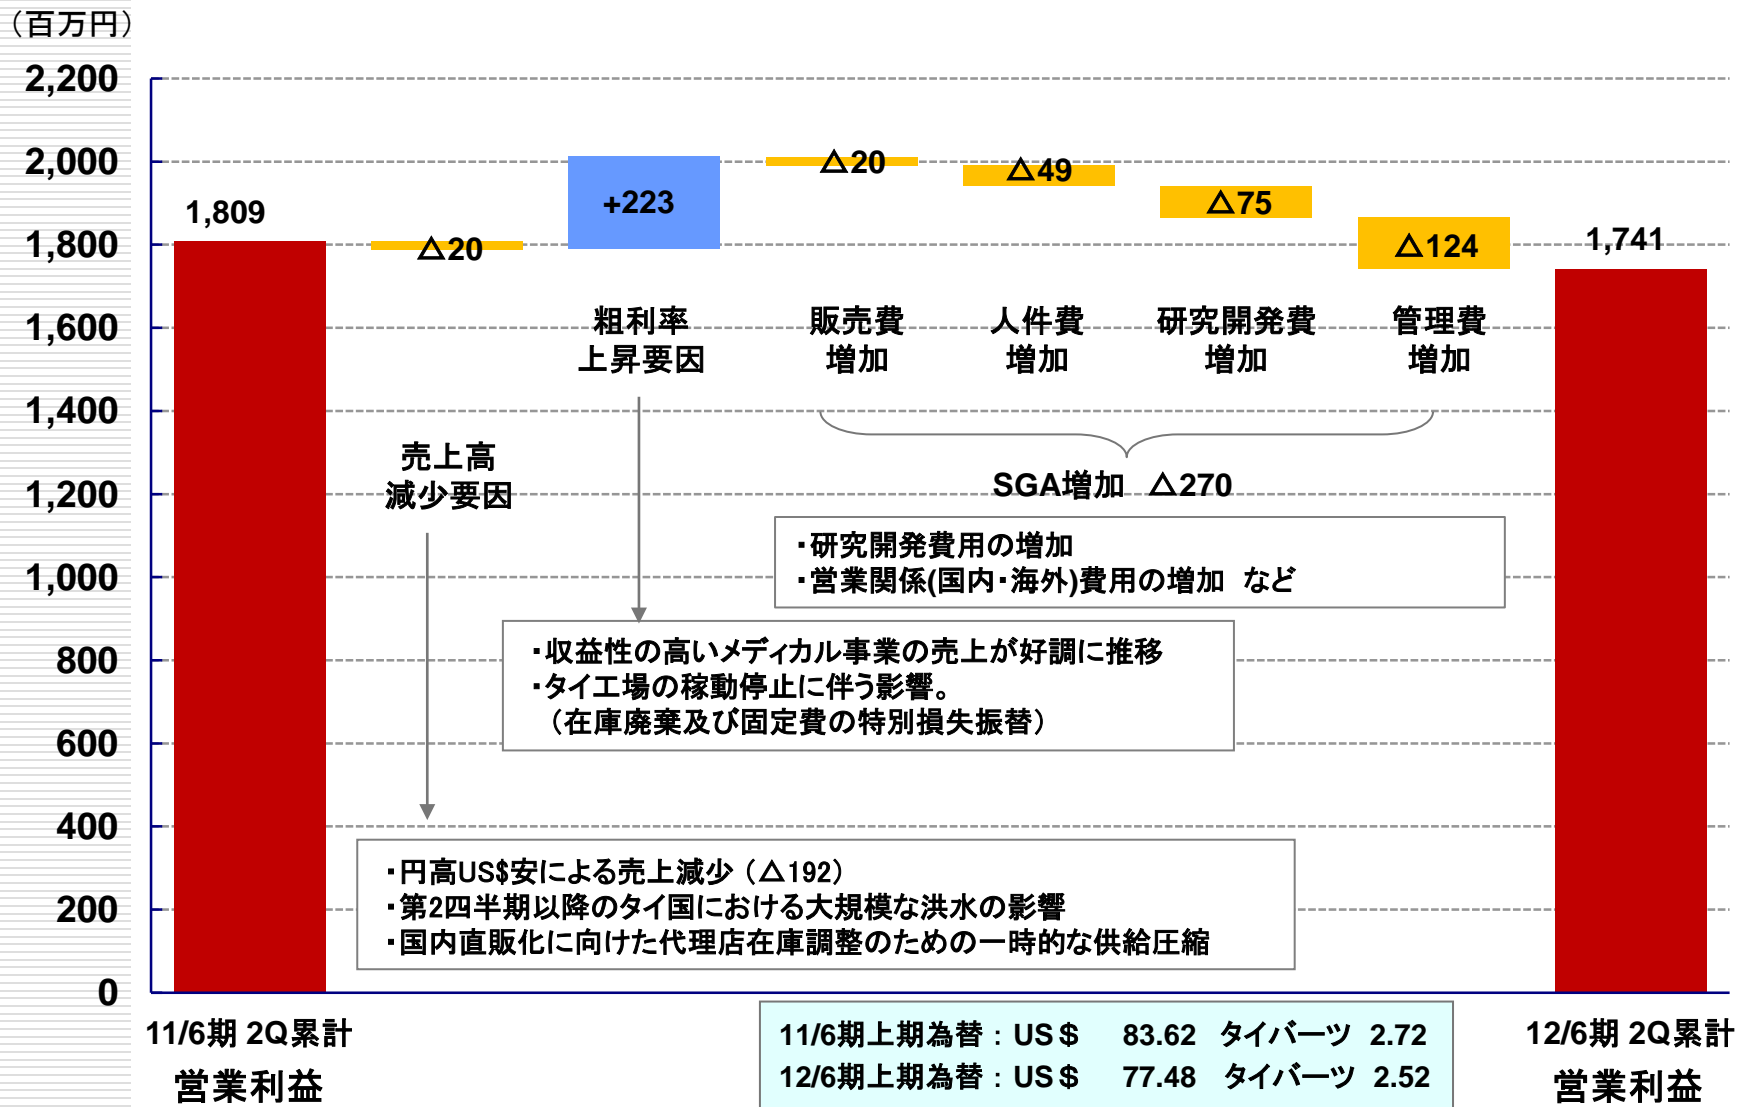 （百万円）
2,200
2,000
1,800
1,600
1,400
1,200
1,000
800
600
400
200
0
1,809
△20
+223
△20
△49
△75
△124
1,741
粗利率
上昇要因
販売費
増加
人件費
増加
研究開発費
増加
管理費
増加
売上高
減少要因
SGA増加 △270
・研究開発費用の増加
・営業関係(国内・海外)費用の増加 など
・収益性の高いメディカル事業の売上が好調に推移
・タイ工場の稼動停止に伴う影響。
（在庫廃棄及び固定費の特別損失振替）
・円高US$安による売上減少（△192）
・第2四半期以降のタイ国における大規模な洪水の影響
・国内直販化に向けた代理店在庫調整のための一時的な供給圧縮
11/6期 2Q累計
営業利益
11/6期上期為替：US＄ 83.62 タイバーツ 2.72
12/6期上期為替：US＄ 77.48 タイバーツ 2.52
12/6期 2Q累計
営業利益